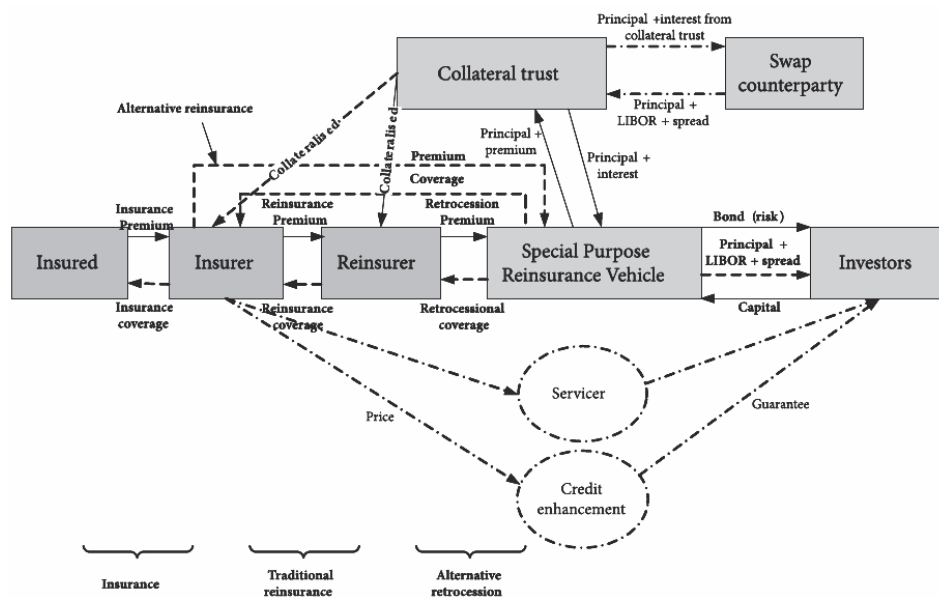 Principal +interest from
collateral trust
Collateral trust
Swap
counterparty
Principal +
LIBOR + spread
Alternative reinsurance
Collateralised
Collateralised
Principal +
premium
Principal +
interest
Premium
Coverage
Insurance
Premium
Reinsurance
Premium
Retrocession
Premium
Bond (risk)
Insured
Insurer
Reinsurer
Special Purpose
Reinsurance Vehicle
Principal +
LIBOR + spread
Investors
Insurance
coverage
Reinsurance
coverage
Retrocessional
coverage
Capital
Servicer
Price
Guarantee
Credit
enhancement
Insurance
Traditional
reinsurance
Alternative
retrocession